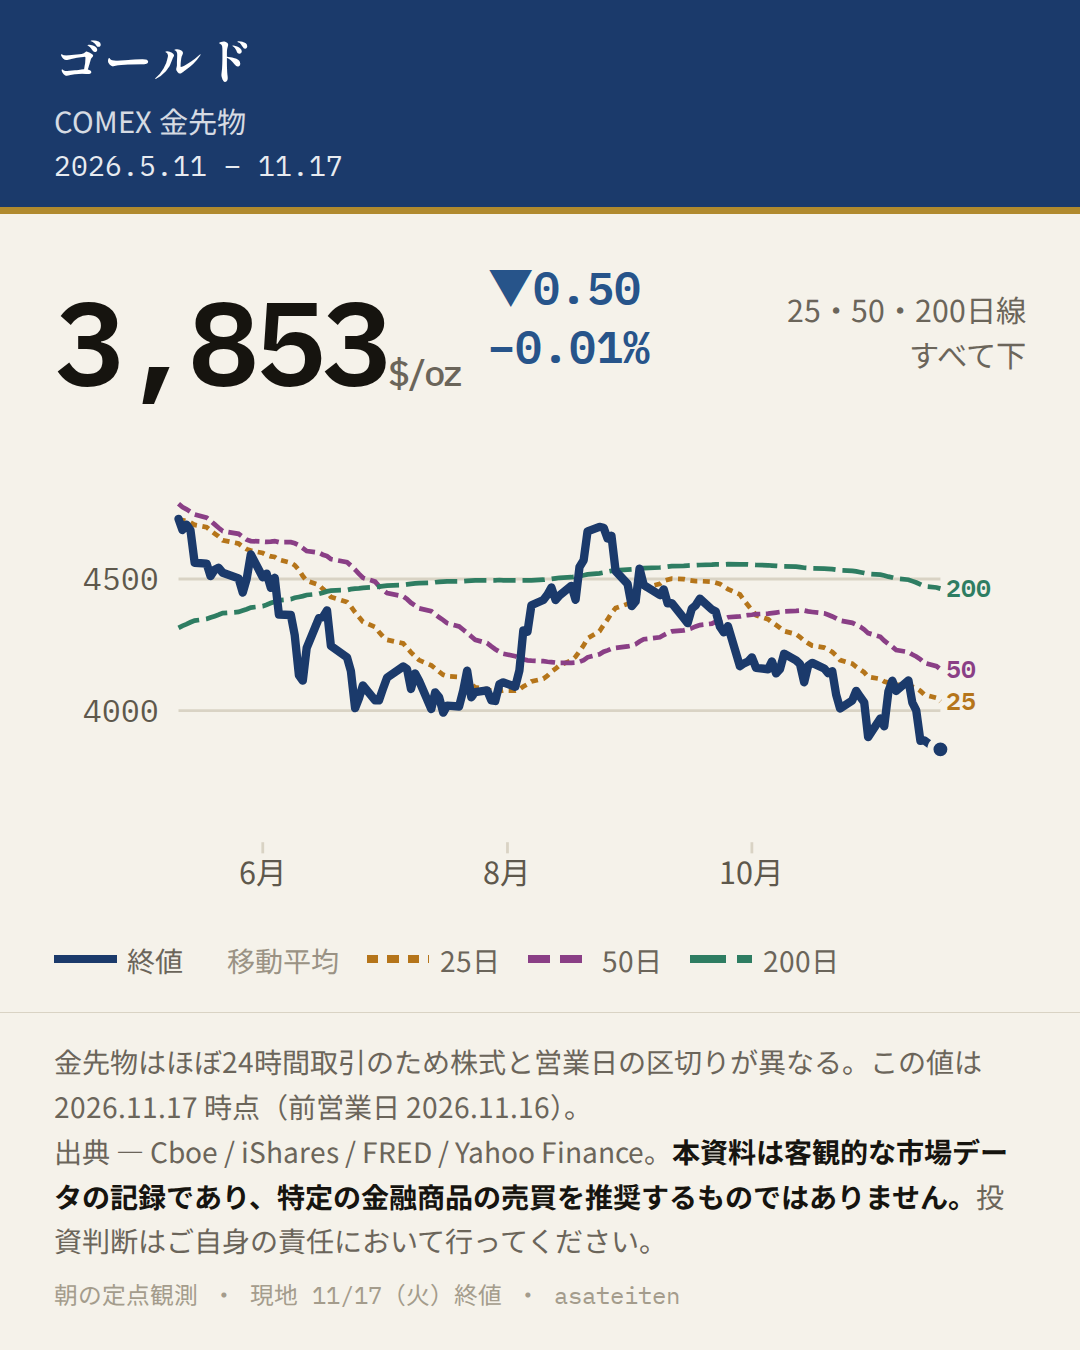 ゴールド
COMEX 金先物
2026.5.11 − 11.17
3,853$/oz
▼0.50
−0.01%
25・50・200日線
すべて下
4500
4000
200
50
25
6月
8月
10月
終値 移動平均 25日 50日 200日
金先物はほぼ24時間取引のため株式と営業日の区切りが異なる。この値は
2026.11.17 時点（前営業日 2026.11.16）。
出典 — Cboe / iShares / FRED / Yahoo Finance。本資料は客観的な市場デー
タの記録であり、特定の金融商品の売買を推奨するものではありません。投
資判断はご自身の責任において行ってください。
朝の定点観測 ・ 現地 11/17（火）終値 ・ asateiten